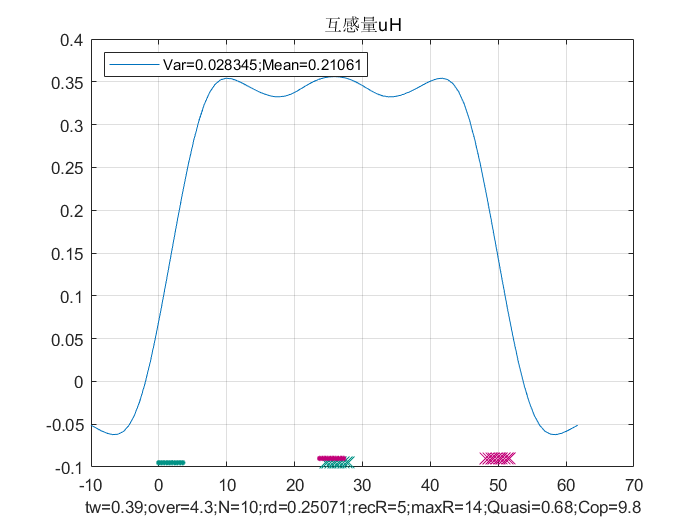 互感量uH
0.4
Var=0.028345;Mean=0.21061
0.35
0.3
0.25
0.2
0.15
0.1
0.05
0
-0.05
-0.1
-10 0 10 20 30 40 50 60 70
tw=0.39;over=4.3;N=10;rd=0.25071;recR=5;maxR=14;Quasi=0.68;Cop=9.8